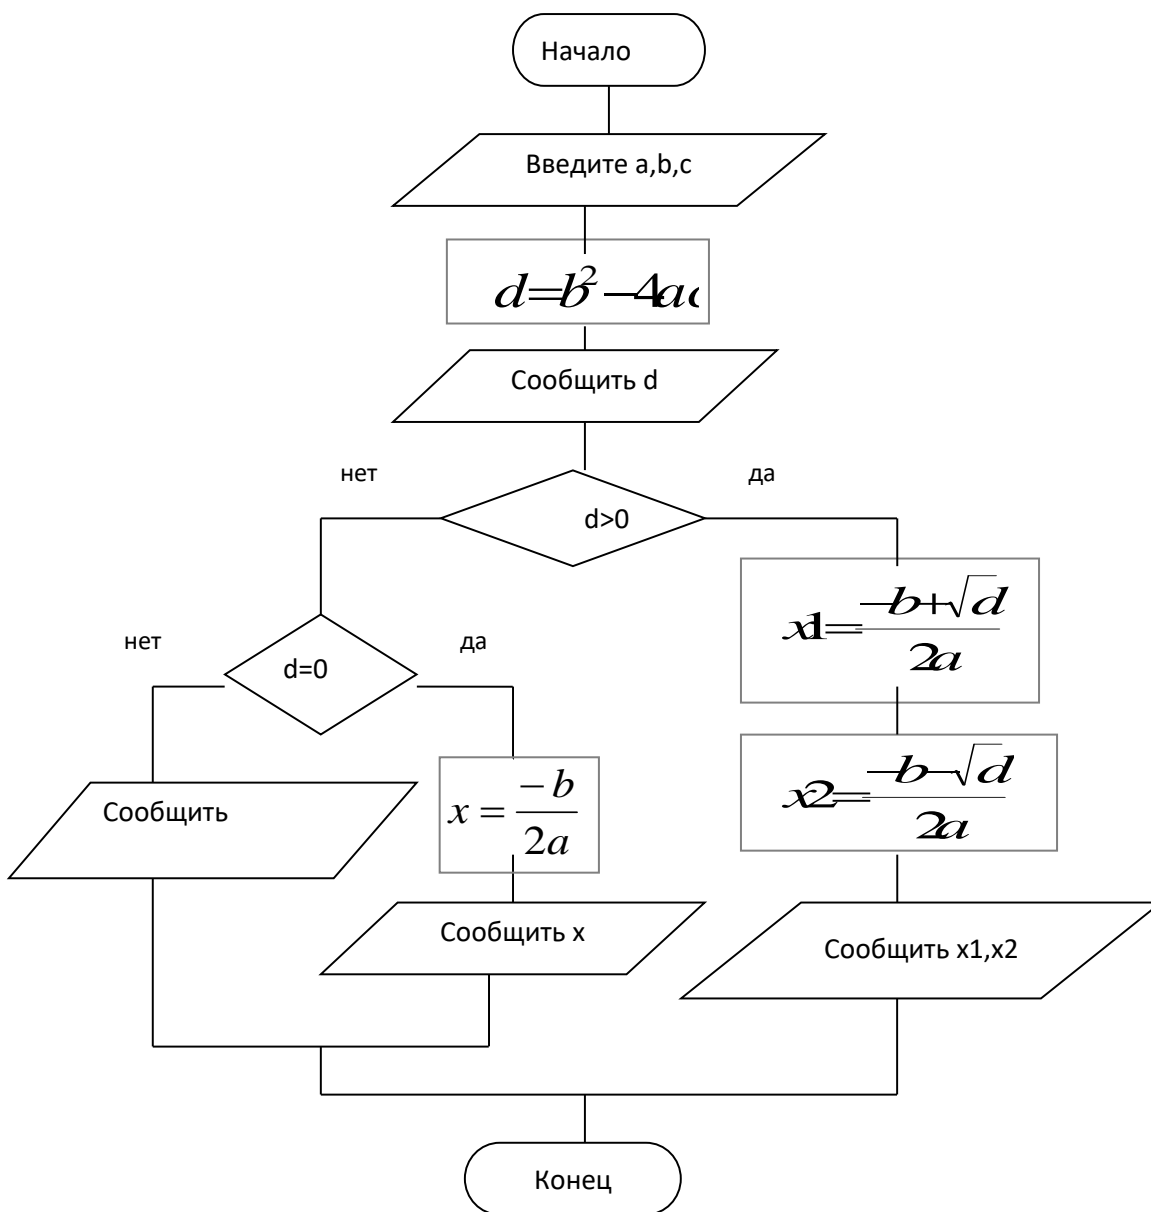 Начало
Введите a,b,c
d=b²−4ac
Сообщить d
нет
да
d>0
x1=(−b+√d)/2a
нет
да
d=0
x2=(−b−√d)/2a
Сообщить
x=−b/2a
Сообщить x
Сообщить x1,x2
Конец